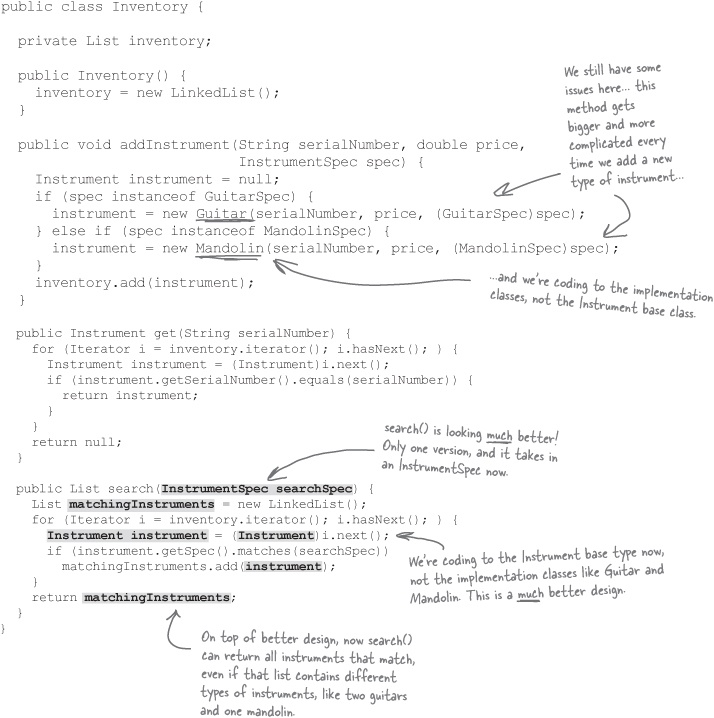 public class Inventory {
private List inventory;
public Inventory() {
inventory = new LinkedList();
}
We still have some
issues here... this
method gets
bigger and more
complicated every
time we add a new
type of instrument...
public void addInstrument(String serialNumber, double price,
InstrumentSpec spec) {
Instrument instrument = null;
if (spec instanceof GuitarSpec) {
instrument = new Guitar(serialNumber, price, (GuitarSpec)spec);
} else if (spec instanceof MandolinSpec) {
instrument = new Mandolin(serialNumber, price, (MandolinSpec)spec);
}
inventory.add(instrument);
}
...and we're coding to the implementation
classes, not the Instrument base class.
public Instrument get(String serialNumber) {
for (Iterator i = inventory.iterator(); i.hasNext(); ) {
Instrument instrument = (Instrument)i.next();
if (instrument.getSerialNumber().equals(serialNumber)) {
return instrument;
}
}
return null;
}
search() is looking much better!
Only one version, and it takes in
an InstrumentSpec now.
public List search(InstrumentSpec searchSpec) {
List matchingInstruments = new LinkedList();
for (Iterator i = inventory.iterator(); i.hasNext(); ) {
Instrument instrument = (Instrument)i.next();
if (instrument.getSpec().matches(searchSpec))
matchingInstruments.add(instrument);
}
return matchingInstruments;
}
}
We're coding to the Instrument base type now,
not the implementation classes like Guitar and
Mandolin. This is a much better design.
On top of better design, now search()
can return all instruments that match,
even if that list contains different
types of instruments, like two guitars
and one mandolin.